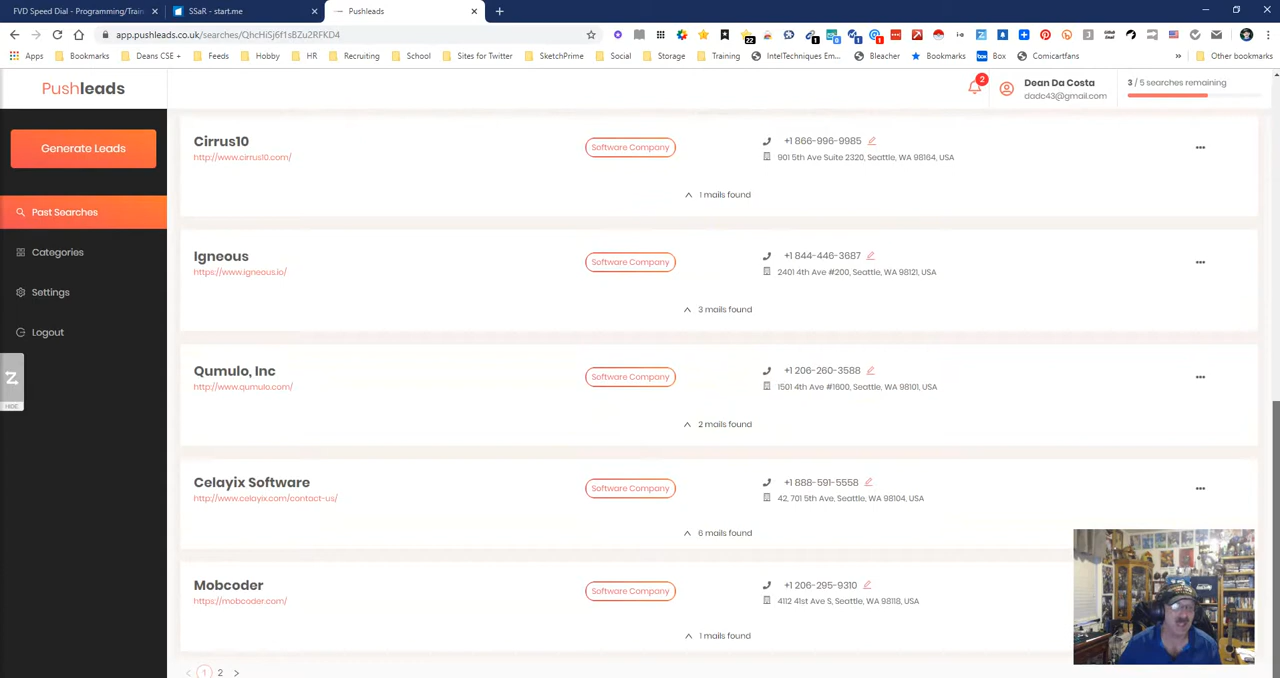 FVD Speed Dial - Programming/Train
SSaR - start.me
Pushleads
app.pushleads.co.uk/searches/QhcHiSj6f1sBZu2RFKD4
Apps
Bookmarks
Deans CSE +
Feeds
Hobby
HR
Recruiting
School
Sites for Twitter
SketchPrime
Social
Storage
Training
IntelTechniques Em...
Bleacher
Bookmarks
Box
Comicartfans
»
Other bookmarks
Pushleads
2
Dean Da Costa
dadc43@gmail.com
3 / 5 searches remaining
Generate Leads
Past Searches
Categories
Settings
Logout
HIDE
Cirrus10
http://www.cirrus10.com/
Software Company
+1 866-996-9985
901 5th Ave Suite 2320, Seattle, WA 98164, USA
1 mails found
Igneous
https://www.igneous.io/
Software Company
+1 844-446-3687
2401 4th Ave #200, Seattle, WA 98121, USA
3 mails found
Qumulo, Inc
http://www.qumulo.com/
Software Company
+1 206-260-3588
1501 4th Ave #1600, Seattle, WA 98101, USA
2 mails found
Celayix Software
http://www.celayix.com/contact-us/
Software Company
+1 888-591-5558
42, 701 5th Ave, Seattle, WA 98104, USA
6 mails found
Mobcoder
https://mobcoder.com/
Software Company
+1 206-295-9310
4112 41st Ave S, Seattle, WA 98118, USA
1 mails found
< 1 2 >